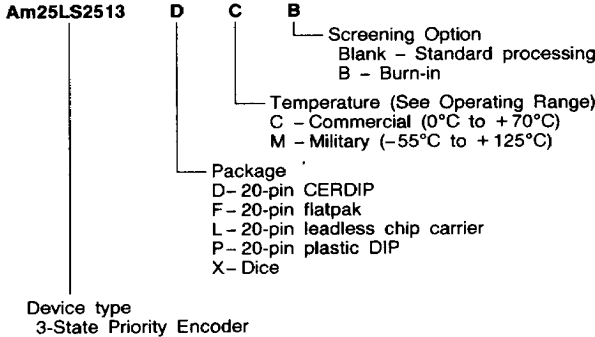 Am25LS2513 D C B
Screening Option
Blank – Standard processing
B – Burn-in
Temperature (See Operating Range)
C – Commercial (0°C to +70°C)
M – Military (–55°C to +125°C)
Package
D– 20-pin CERDIP
F– 20-pin flatpak
L– 20-pin leadless chip carrier
P– 20-pin plastic DIP
X– Dice
Device type
3-State Priority Encoder